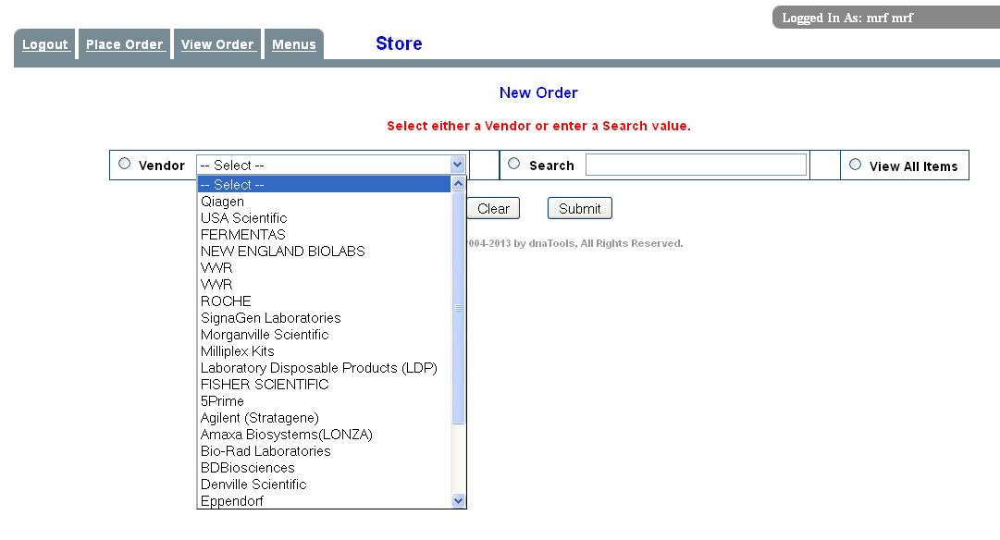 Logged In As: mrf mrf
Logout Place Order View Order Menus Store
New Order
Select either a Vendor or enter a Search value.
Vendor -- Select -- Search View All Items
-- Select --
Qiagen
Clear Submit
USA Scientific
FERMENTAS
2004-2013 by dnaTools, All Rights Reserved.
NEW ENGLAND BIOLABS
VWR
VWR
ROCHE
SignaGen Laboratories
Morganville Scientific
Milliplex Kits
Laboratory Disposable Products (LDP)
FISHER SCIENTIFIC
5Prime
Agilent (Stratagene)
Amaxa Biosystems(LONZA)
Bio-Rad Laboratories
BDBiosciences
Denville Scientific
Eppendorf